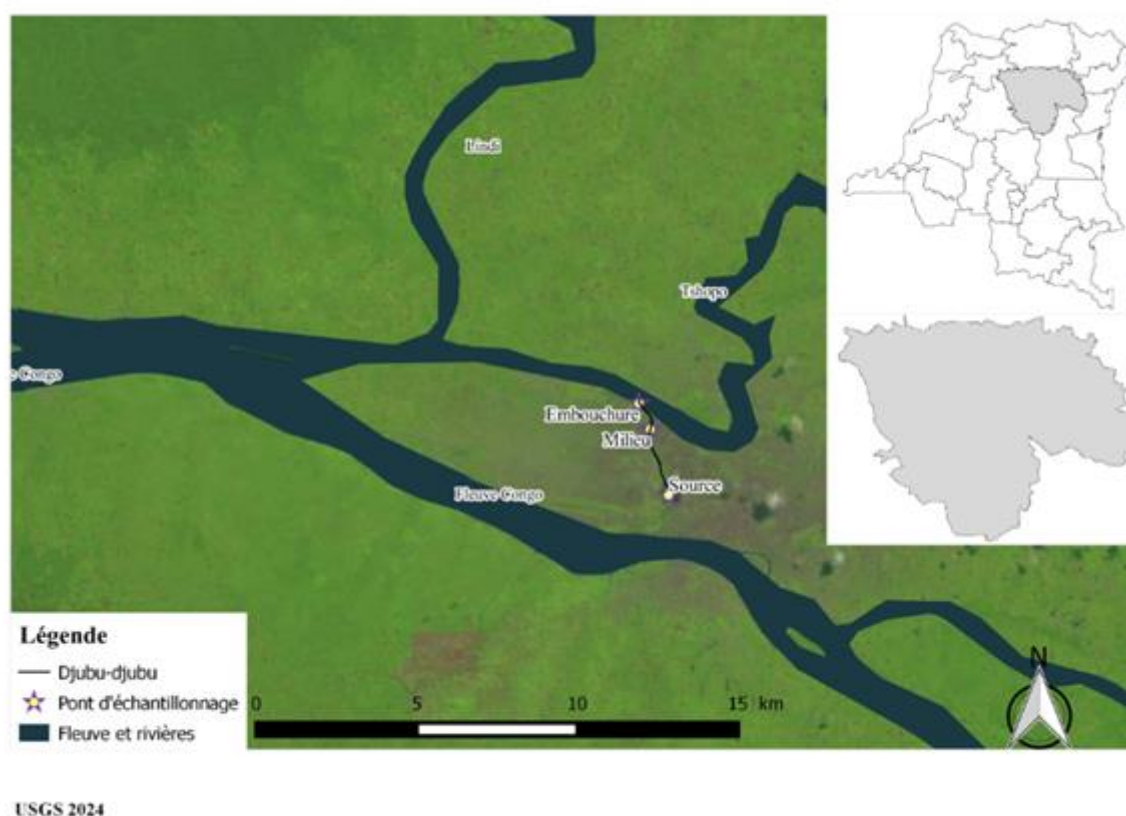 Lindi
Tshopo
e Congo
Embouchure
Milieu
Source
Fleuve Congo
Légende
Djubu-djubu
Pont d'échantillonnage
Fleuve et rivières
0 5 10 15 km
N
USGS 2024